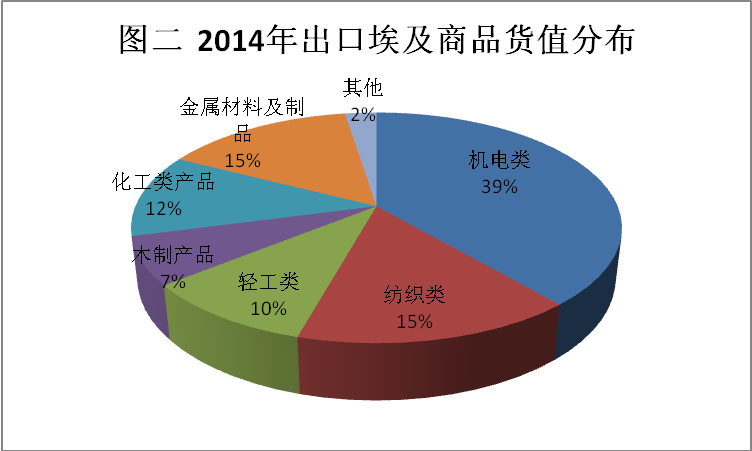 图二 2014年出口埃及商品货值分布
其他
2%
金属材料及制
品
15%
机电类
39%
化工类产品
12%
木制产品
7%
轻工类
10%
纺织类
15%